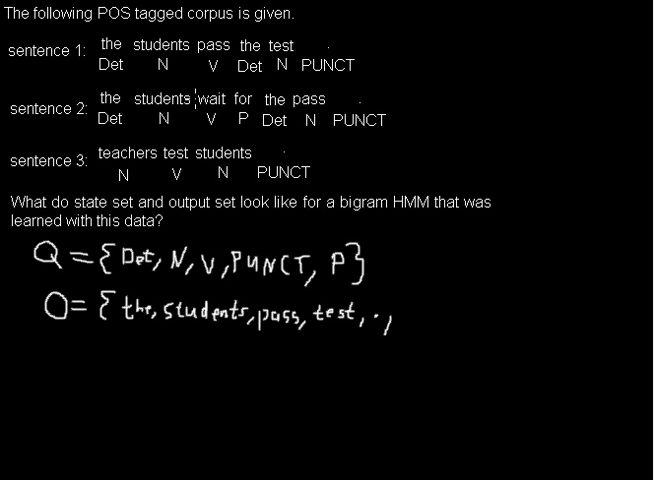 The following POS tagged corpus is given.
sentence 1: the students pass the test .
Det N V Det N PUNCT
sentence 2: the students wait for the pass .
Det N V P Det N PUNCT
sentence 3: teachers test students .
N V N PUNCT
What do state set and output set look like for a bigram HMM that was
learned with this data?
Q = {Det, N, V, PUNCT, P}
O = { the, students, pass, test, . ,